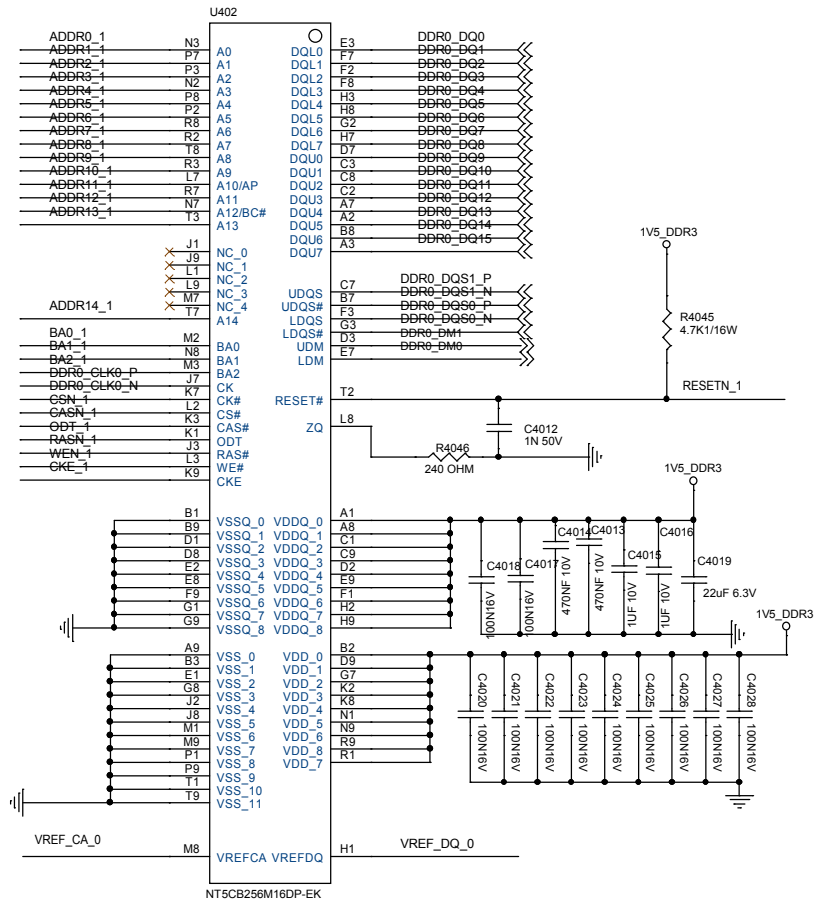 U402
ADDR0_1 N3 A0 DQL0 E3 DDR0_DQ0
ADDR1_1 P7 A1 DQL1 F7 DDR0_DQ1
ADDR2_1 P3 A2 DQL2 F2 DDR0_DQ2
ADDR3_1 N2 A3 DQL3 F8 DDR0_DQ3
ADDR4_1 P8 A4 DQL4 H3 DDR0_DQ4
ADDR5_1 P2 A5 DQL5 H8 DDR0_DQ5
ADDR6_1 R8 A6 DQL6 G2 DDR0_DQ6
ADDR7_1 R2 A7 DQL7 H7 DDR0_DQ7
ADDR8_1 T8 A8 DQU0 D7 DDR0_DQ8
ADDR9_1 R3 A9 DQU1 C3 DDR0_DQ9
ADDR10_1 L7 A10/AP DQU2 C8 DDR0_DQ10
ADDR11_1 R7 A11 DQU3 C2 DDR0_DQ11
ADDR12_1 N7 A12/BC# DQU4 A7 DDR0_DQ12
ADDR13_1 T3 A13 DQU5 A2 DDR0_DQ13
DQU6 B8 DDR0_DQ14
DQU7 A3 DDR0_DQ15
J1 NC_0
J9 NC_1
L1 NC_2
L9 NC_3
M7 NC_4
ADDR14_1 T7 A14
UDQS C7 DDR0_DQS1_P
UDQS# B7 DDR0_DQS1_N
LDQS F3 DDR0_DQS0_P
LDQS# G3 DDR0_DQS0_N
UDM D3 DDR0_DM1
LDM E7 DDR0_DM0
BA0_1 M2 BA0
BA1_1 N8 BA1
BA2_1 M3 BA2
DDR0_CLK0_P J7 CK
DDR0_CLK0_N K7 CK#
CSN_1 L2 CS#
CASN_1 K3 CAS#
ODT_1 K1 ODT
RASN_1 J3 RAS#
WEN_1 L3 WE#
CKE_1 K9 CKE
RESET# T2 RESETN_1
ZQ L8
1V5_DDR3
R4045
4.7K1/16W
C4012
1N 50V
R4046
240 OHM
1V5_DDR3
B1 VSSQ_0 VDDQ_0 A1
B9 VSSQ_1 VDDQ_1 A8
D1 VSSQ_2 VDDQ_2 C1
D8 VSSQ_3 VDDQ_3 C9
E2 VSSQ_4 VDDQ_4 D2
E8 VSSQ_5 VDDQ_5 E9
F9 VSSQ_6 VDDQ_6 F1
G1 VSSQ_7 VDDQ_7 H2
G9 VSSQ_8 VDDQ_8 H9
C4018 100N16V
C4017 100N16V
C4014 470NF 10V
C4013 470NF 10V
C4015 1UF 10V
C4016 1UF 10V
C4019
22uF 6.3V
1V5_DDR3
A9 VSS_0 VDD_0 B2
B3 VSS_1 VDD_1 D9
E1 VSS_2 VDD_2 G7
G8 VSS_3 VDD_3 K2
J2 VSS_4 VDD_4 K8
J8 VSS_5 VDD_5 N1
M1 VSS_6 VDD_6 N9
M9 VSS_7 VDD_8 R9
P1 VSS_8 VDD_7 R1
P9 VSS_9
T1 VSS_10
T9 VSS_11
C4020 100N16V
C4021 100N16V
C4022 100N16V
C4023 100N16V
C4024 100N16V
C4025 100N16V
C4026 100N16V
C4027 100N16V
C4028 100N16V
VREF_CA_0 M8 VREFCA VREFDQ H1 VREF_DQ_0
NT5CB256M16DP-EK